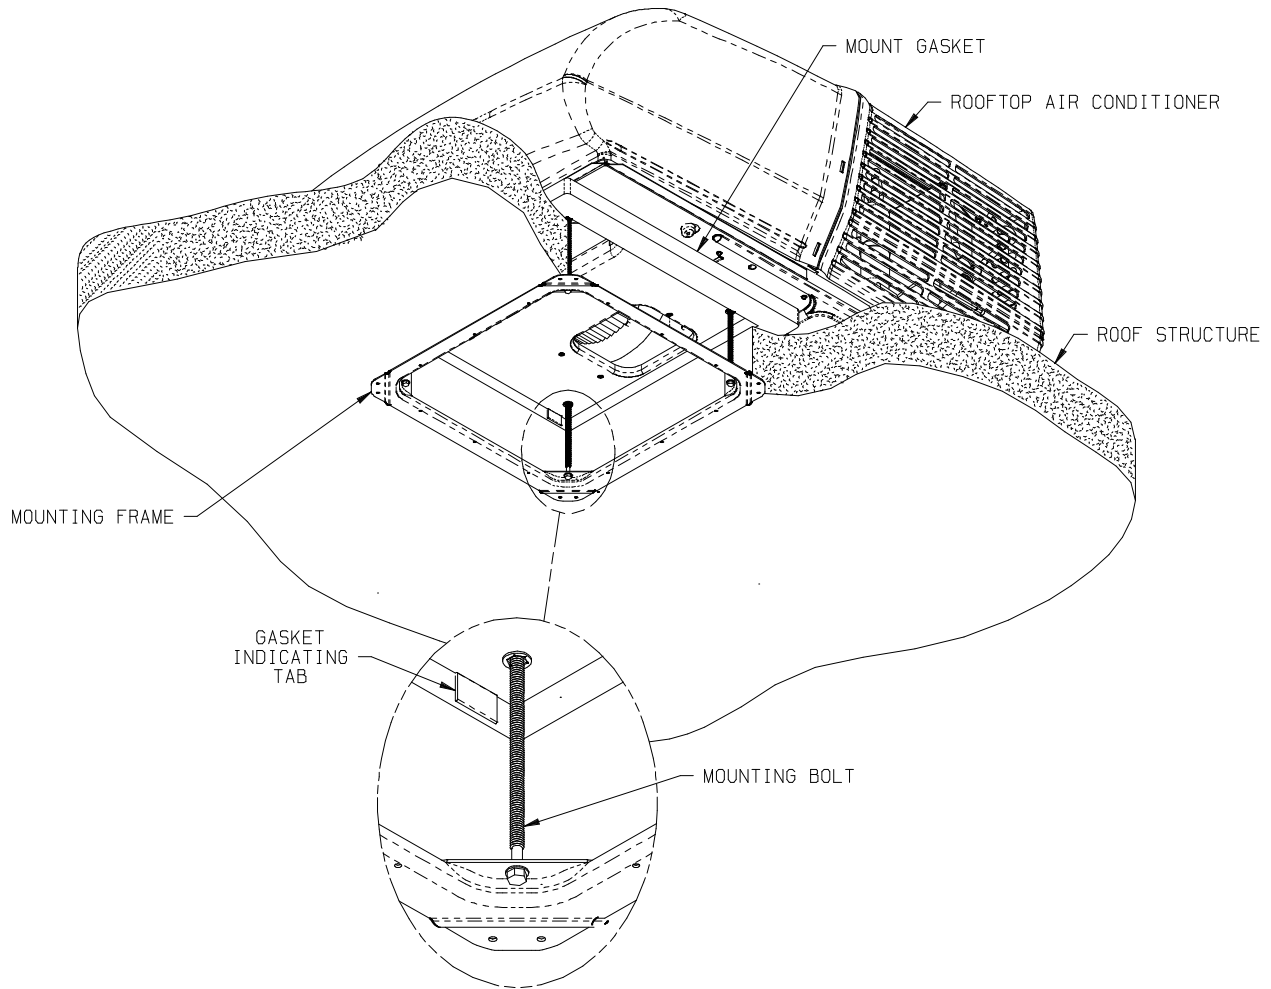 MOUNT GASKET
ROOFTOP AIR CONDITIONER
ROOF STRUCTURE
MOUNTING FRAME
GASKET
INDICATING
TAB
MOUNTING BOLT